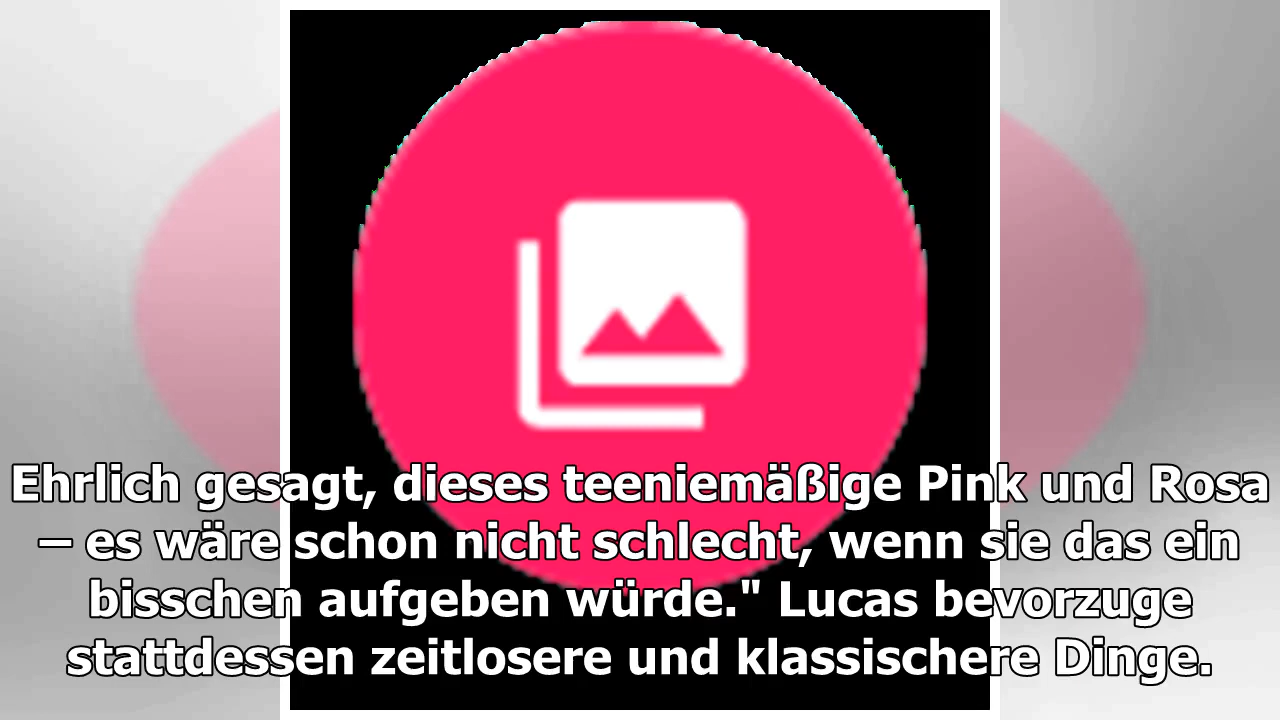 Ehrlich gesagt, dieses teeniemäßige Pink und Rosa
– es wäre schon nicht schlecht, wenn sie das ein
bisschen aufgeben würde." Lucas bevorzuge
stattdessen zeitlosere und klassischere Dinge.